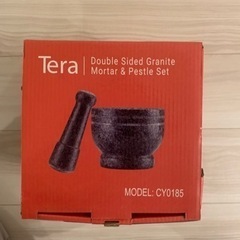 Tera
Double Sided Granite
Mortar & Pestle Set
MODEL: CY0185